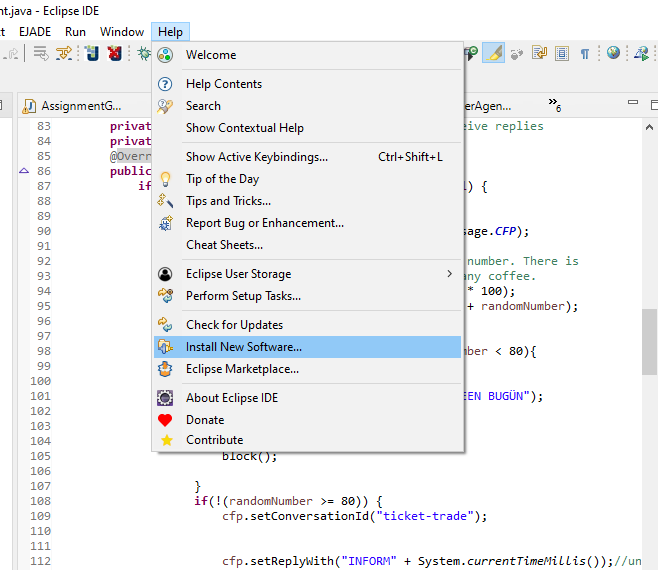 nt.java - Eclipse IDE
t EJADE Run Window Help
Welcome
Help Contents
Search
Show Contextual Help
Show Active Keybindings... Ctrl+Shift+L
Tip of the Day
Tips and Tricks...
Report Bug or Enhancement...
Cheat Sheets...
Eclipse User Storage
Perform Setup Tasks...
Check for Updates
Install New Software...
Eclipse Marketplace...
About Eclipse IDE
Donate
Contribute
AssignmentG... erAgen... 6
83 private eive replies
84 privat
85 @Overr
86 public
87 if ) {
88
89
90 sage.CFP);
91
92 number. There is
93 any coffee.
94 * 100);
95 + randomNumber);
96
97
98 mber < 80){
99
100
101 EEN BUGÜN");
102
103
104
105 block();
106
107 }
108 if(!(randomNumber >= 80)) {
109 cfp.setConversationId("ticket-trade");
110
111
112 cfp.setReplyWith("INFORM" + System.currentTimeMillis());//un